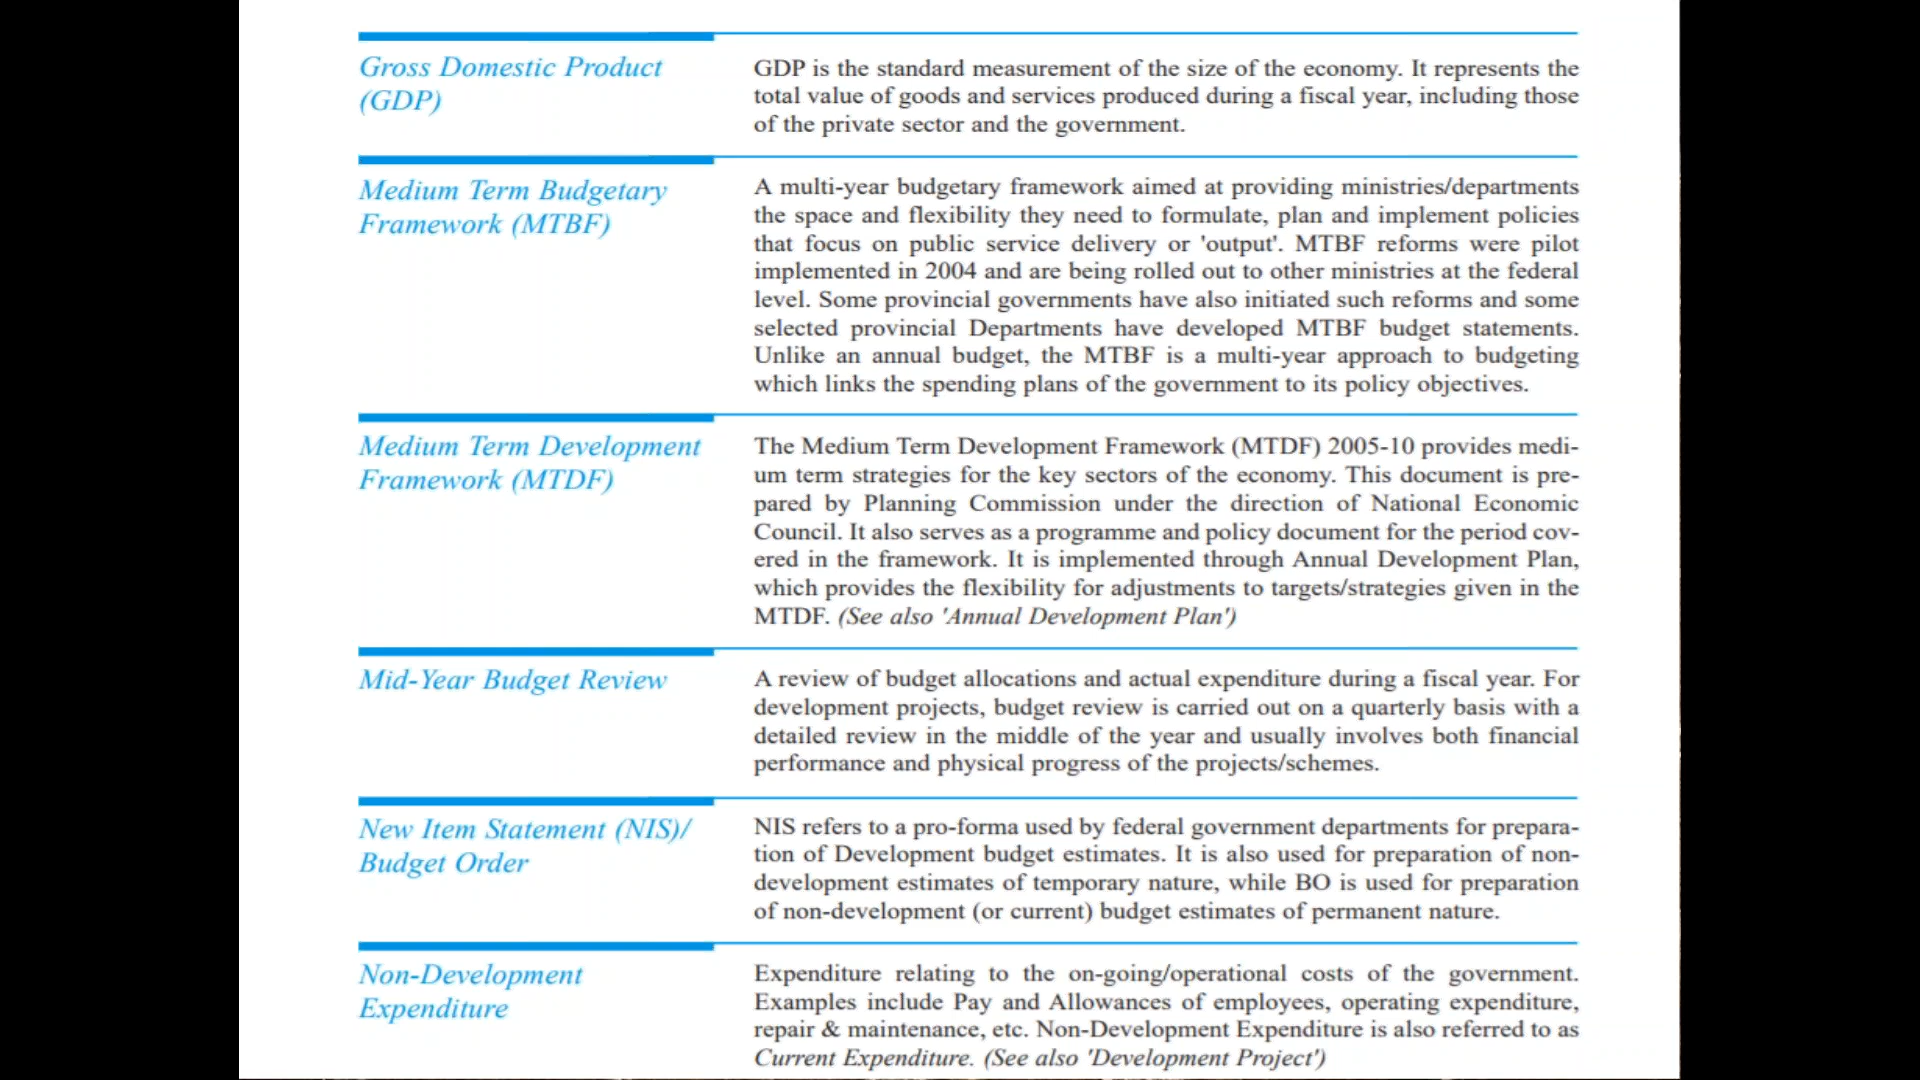 Gross Domestic Product
(GDP)
GDP is the standard measurement of the size of the economy. It represents the
total value of goods and services produced during a fiscal year, including those
of the private sector and the government.
Medium Term Budgetary
Framework (MTBF)
A multi-year budgetary framework aimed at providing ministries/departments
the space and flexibility they need to formulate, plan and implement policies
that focus on public service delivery or 'output'. MTBF reforms were pilot
implemented in 2004 and are being rolled out to other ministries at the federal
level. Some provincial governments have also initiated such reforms and some
selected provincial Departments have developed MTBF budget statements.
Unlike an annual budget, the MTBF is a multi-year approach to budgeting
which links the spending plans of the government to its policy objectives.
Medium Term Development
Framework (MTDF)
The Medium Term Development Framework (MTDF) 2005-10 provides medi-
um term strategies for the key sectors of the economy. This document is pre-
pared by Planning Commission under the direction of National Economic
Council. It also serves as a programme and policy document for the period cov-
ered in the framework. It is implemented through Annual Development Plan,
which provides the flexibility for adjustments to targets/strategies given in the
MTDF. (See also 'Annual Development Plan')
Mid-Year Budget Review
A review of budget allocations and actual expenditure during a fiscal year. For
development projects, budget review is carried out on a quarterly basis with a
detailed review in the middle of the year and usually involves both financial
performance and physical progress of the projects/schemes.
New Item Statement (NIS)/
Budget Order
NIS refers to a pro-forma used by federal government departments for prepara-
tion of Development budget estimates. It is also used for preparation of non-
development estimates of temporary nature, while BO is used for preparation
of non-development (or current) budget estimates of permanent nature.
Non-Development
Expenditure
Expenditure relating to the on-going/operational costs of the government.
Examples include Pay and Allowances of employees, operating expenditure,
repair & maintenance, etc. Non-Development Expenditure is also referred to as
Current Expenditure. (See also 'Development Project')